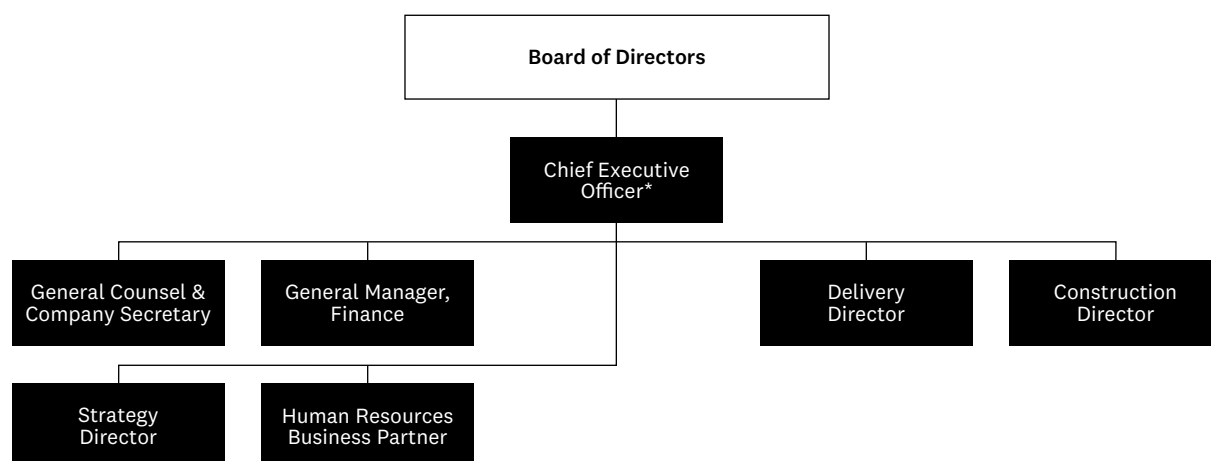 Board of Directors
Chief Executive
Officer*
General Counsel &
Company Secretary
General Manager,
Finance
Delivery
Director
Construction
Director
Strategy
Director
Human Resources
Business Partner